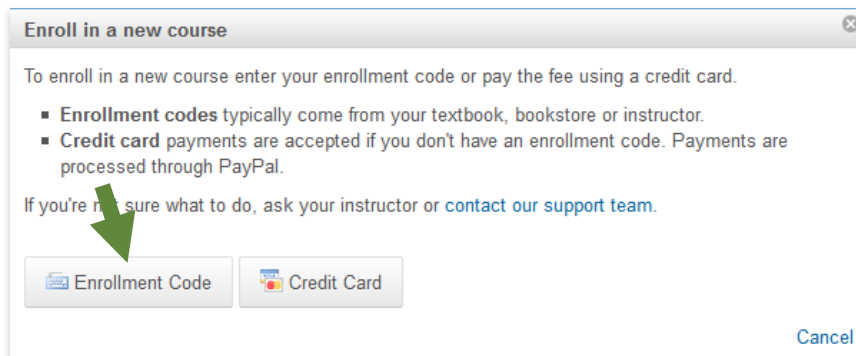 Enroll in a new course
To enroll in a new course enter your enrollment code or pay the fee using a credit card.
Enrollment codes typically come from your textbook, bookstore or instructor.
Credit card payments are accepted if you don't have an enrollment code. Payments are
processed through PayPal.
If you're not sure what to do, ask your instructor or contact our support team.
Enrollment Code
Credit Card
Cancel